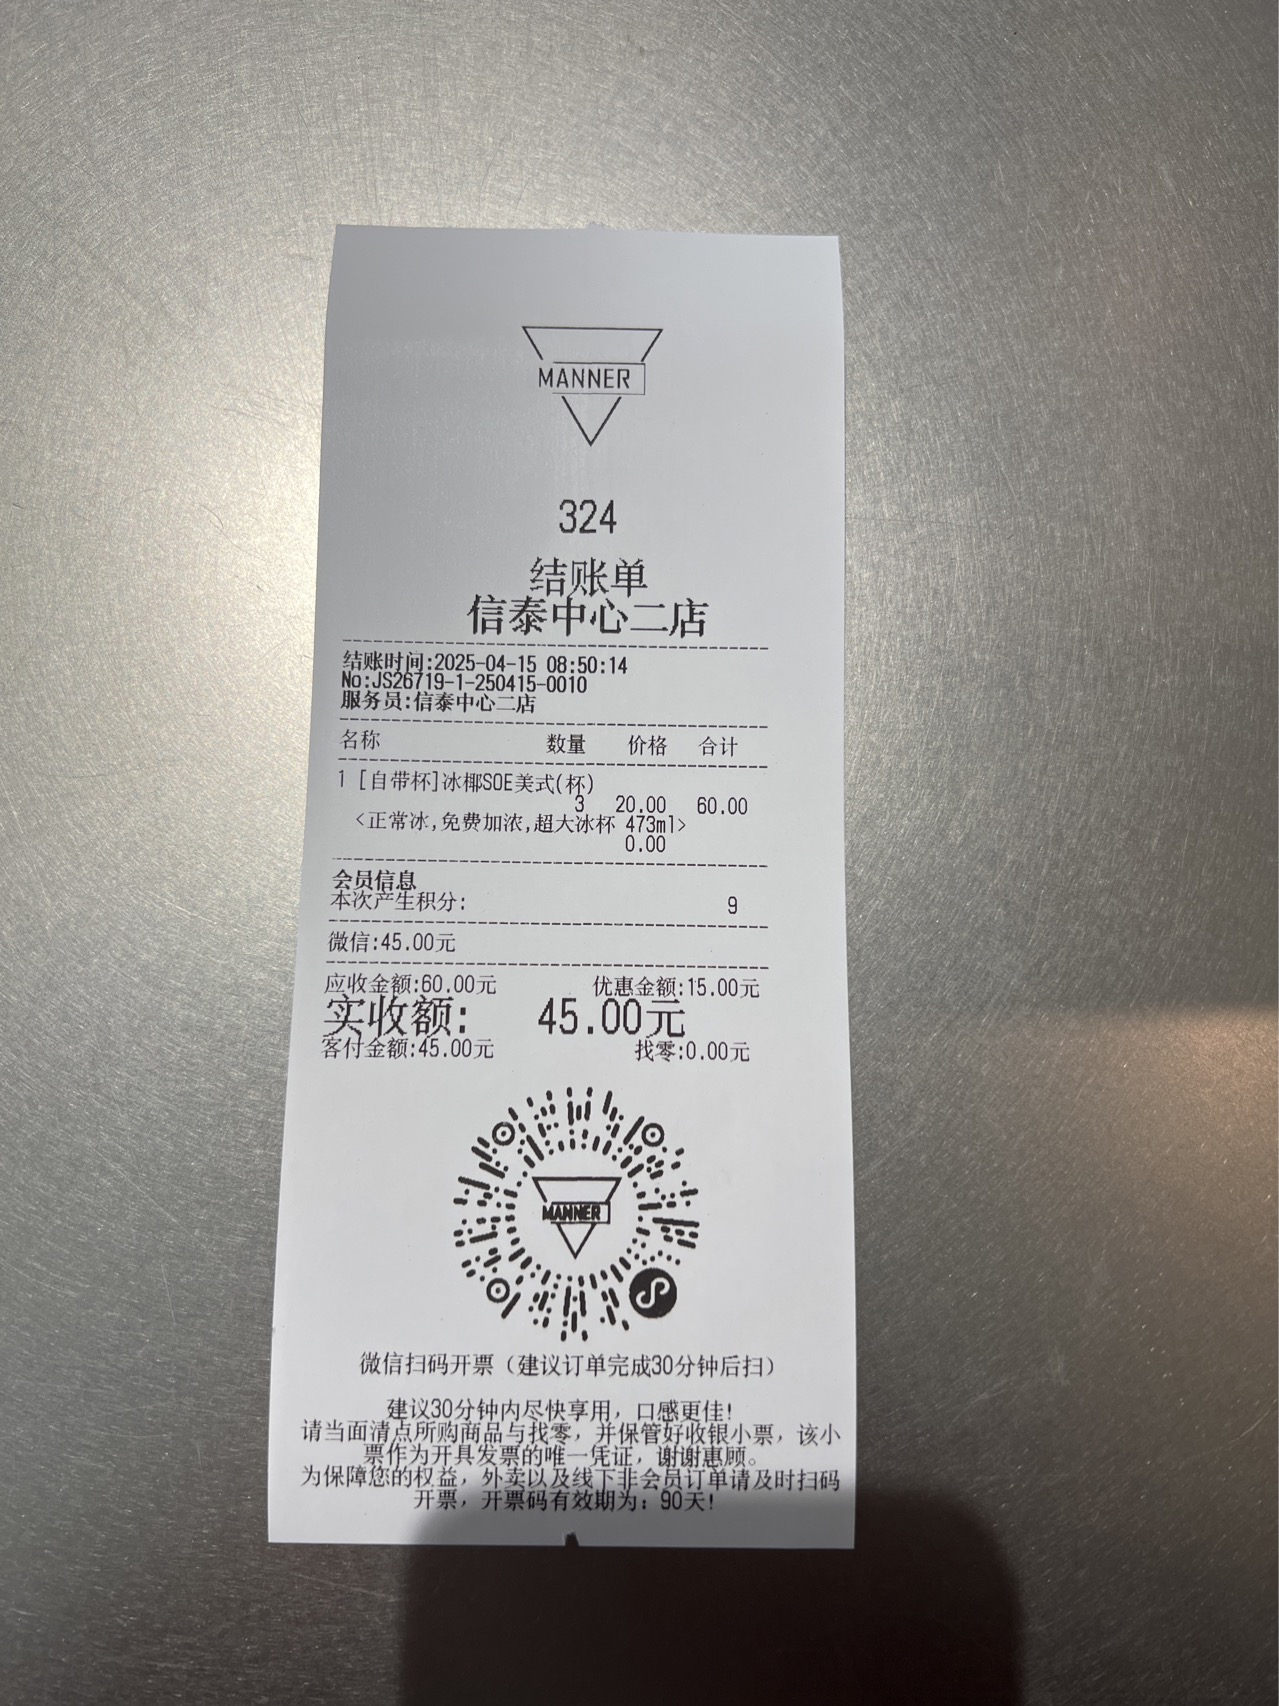 MANNER
324
结账单
信泰中心二店
结账时间:2025-04-15 08:50:14
No:JS26719-1-250415-0010
服务员:信泰中心二店
名称 数量 价格 合计
1 [自带杯]冰椰SOE美式(杯)
3 20.00 60.00
<正常冰,免费加浓,超大冰杯 473ml>
0.00
会员信息
本次产生积分: 9
微信:45.00元
应收金额:60.00元 优惠金额:15.00元
实收额: 45.00元
客付金额:45.00元 找零:0.00元
MANNER
微信扫码开票（建议订单完成30分钟后扫）
建议30分钟内尽快享用，口感更佳!
请当面清点所购商品与找零，并保管好收银小票，该小
票作为开具发票的唯一凭证，谢谢惠顾。
为保障您的权益，外卖以及线下非会员订单请及时扫码
开票，开票码有效期为：90天!